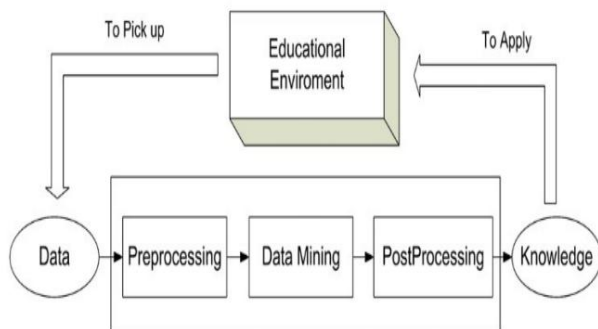 To Pick up
Educational
Enviroment
To Apply
Data
Preprocessing
Data Mining
PostProcessing
Knowledge